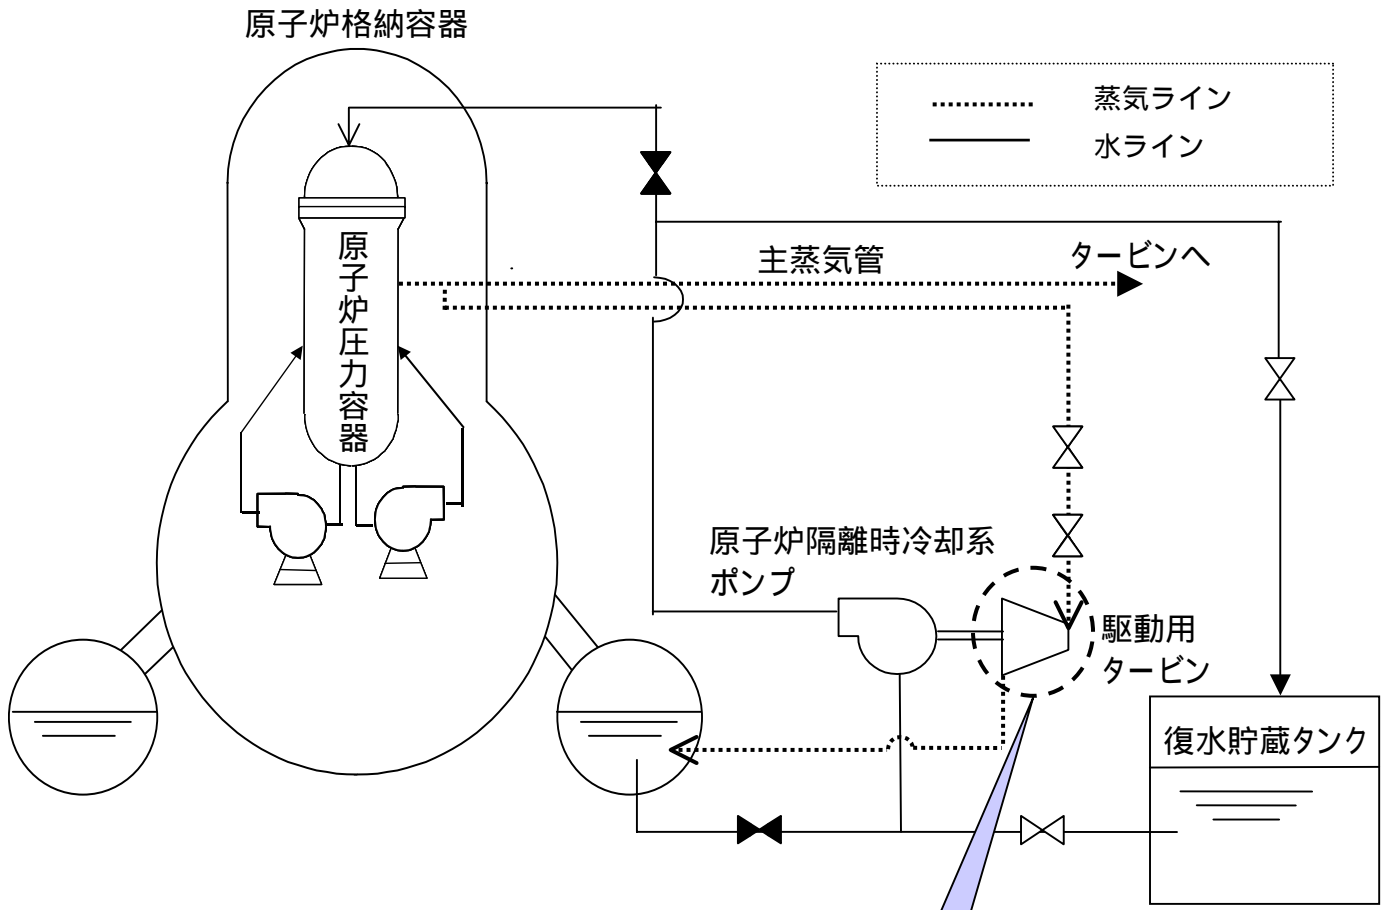 原子炉格納容器
蒸気ライン
水ライン
原子炉圧力容器
主蒸気管
タービンへ
原子炉隔離時冷却系
ポンプ
駆動用
タービン
復水貯蔵タンク